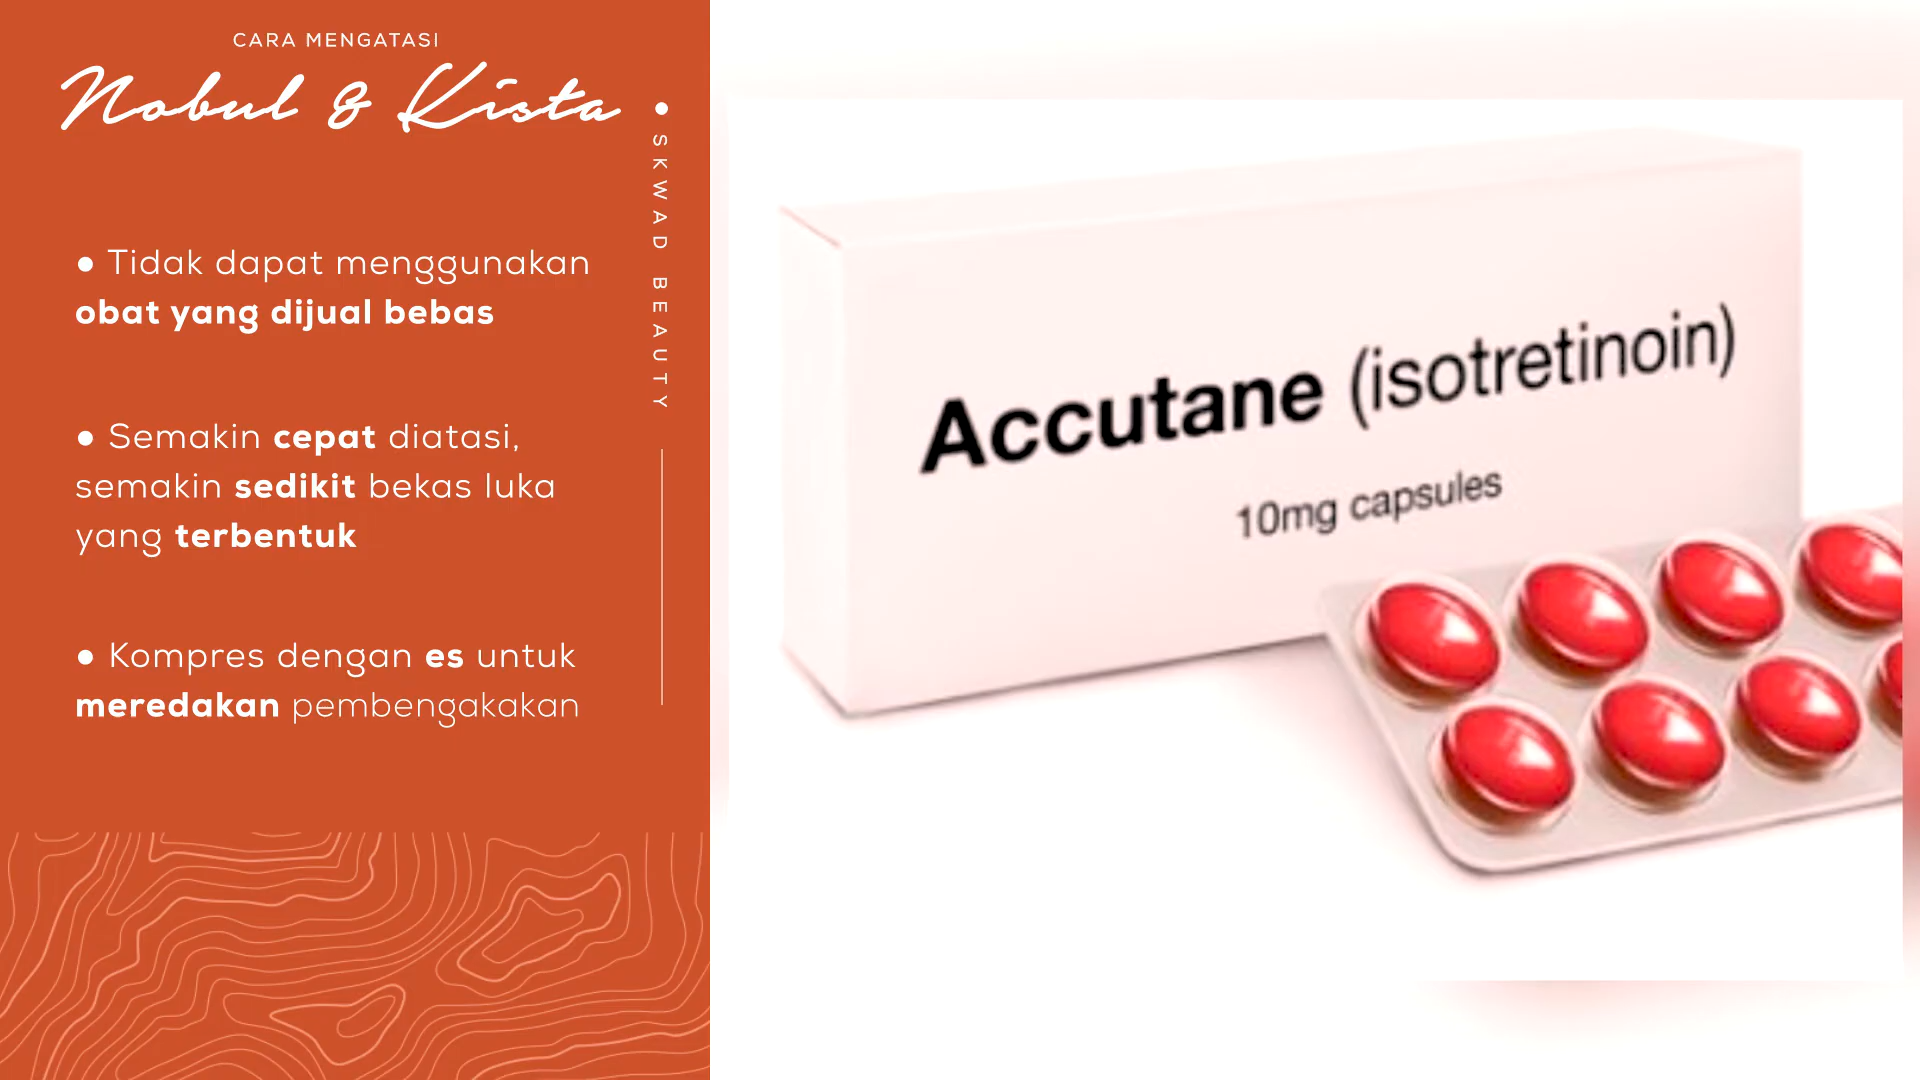 CARA MENGATASI
Nobul & Kista
SKWAD BEAUTY
● Tidak dapat menggunakan
obat yang dijual bebas
● Semakin cepat diatasi,
semakin sedikit bekas luka
yang terbentuk
● Kompres dengan es untuk
meredakan pembengakakan
Accutane (isotretinoin)
10mg capsules